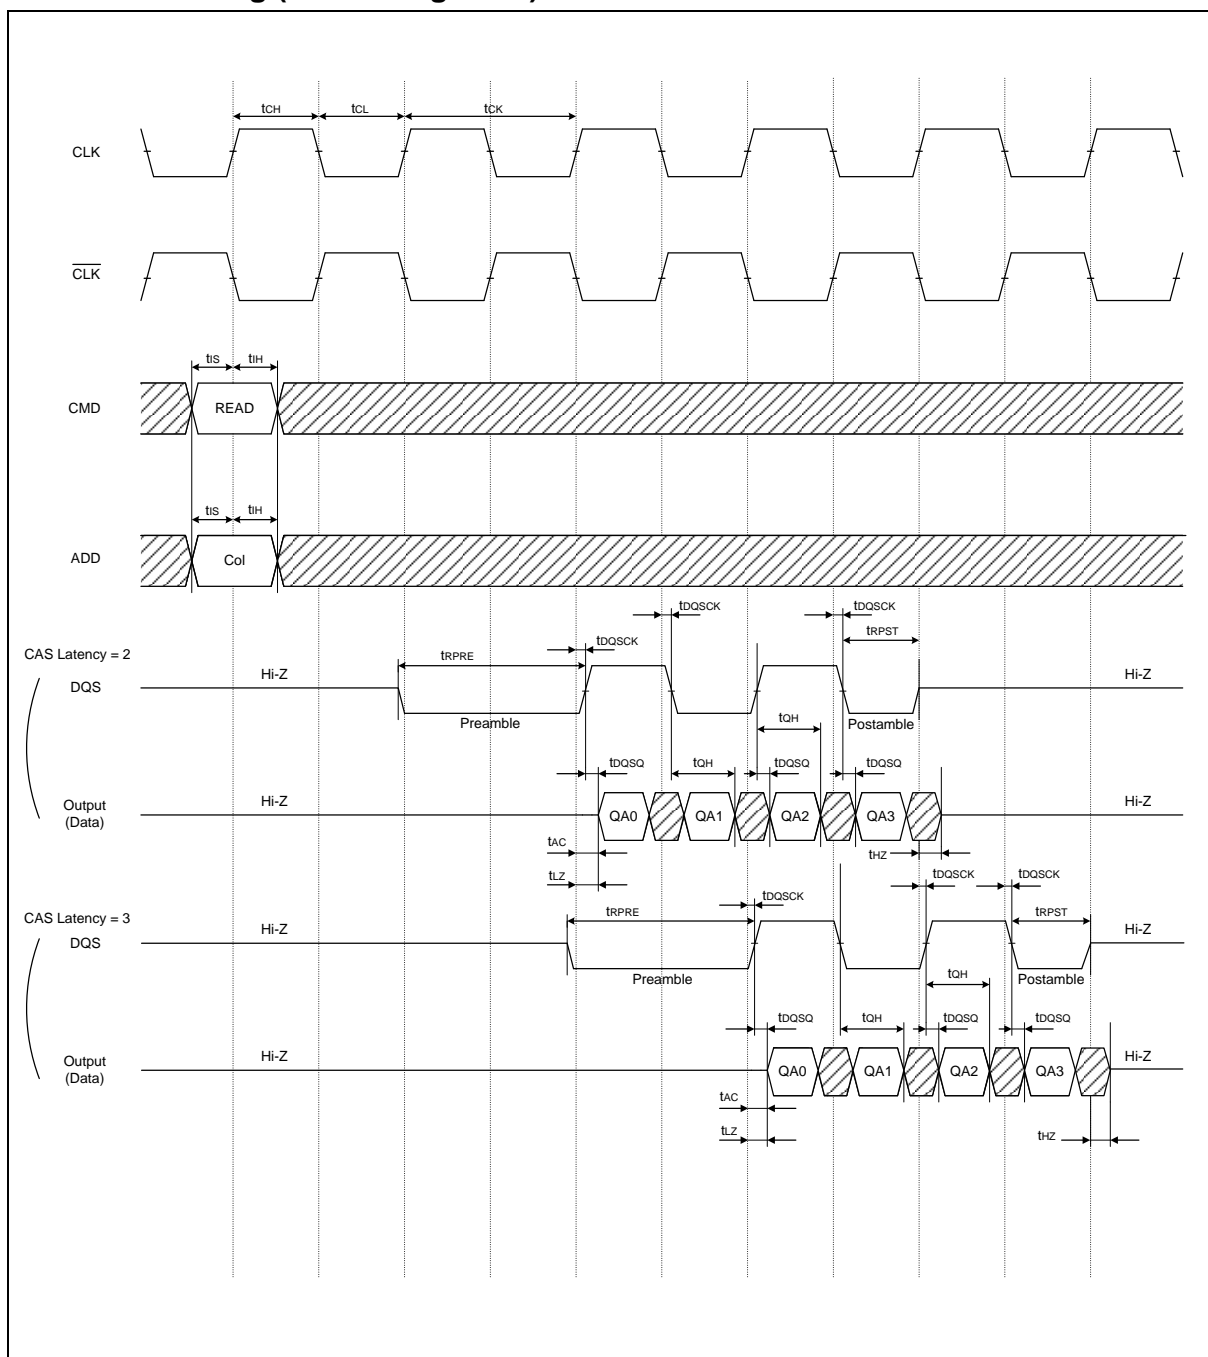 tCH tCL tCK
CLK
CLK
tIS tIH
CMD READ
tIS tIH
ADD Col
tDQSCK tDQSCK
tDQSCK tRPST
CAS Latency = 2 tRPRE
DQS Hi-Z Hi-Z
Preamble tQH Postamble
tDQSQ tQH tDQSQ tDQSQ
Output Hi-Z Hi-Z
(Data) QA0 QA1 QA2 QA3
tAC tHZ
tLZ
tDQSCK tDQSCK tDQSCK
CAS Latency = 3 tRPRE tRPST
DQS Hi-Z Hi-Z
Preamble tQH Postamble
tDQSQ tQH tDQSQ tDQSQ
Output Hi-Z Hi-Z
(Data) QA0 QA1 QA2 QA3
tAC
tLZ tHZ